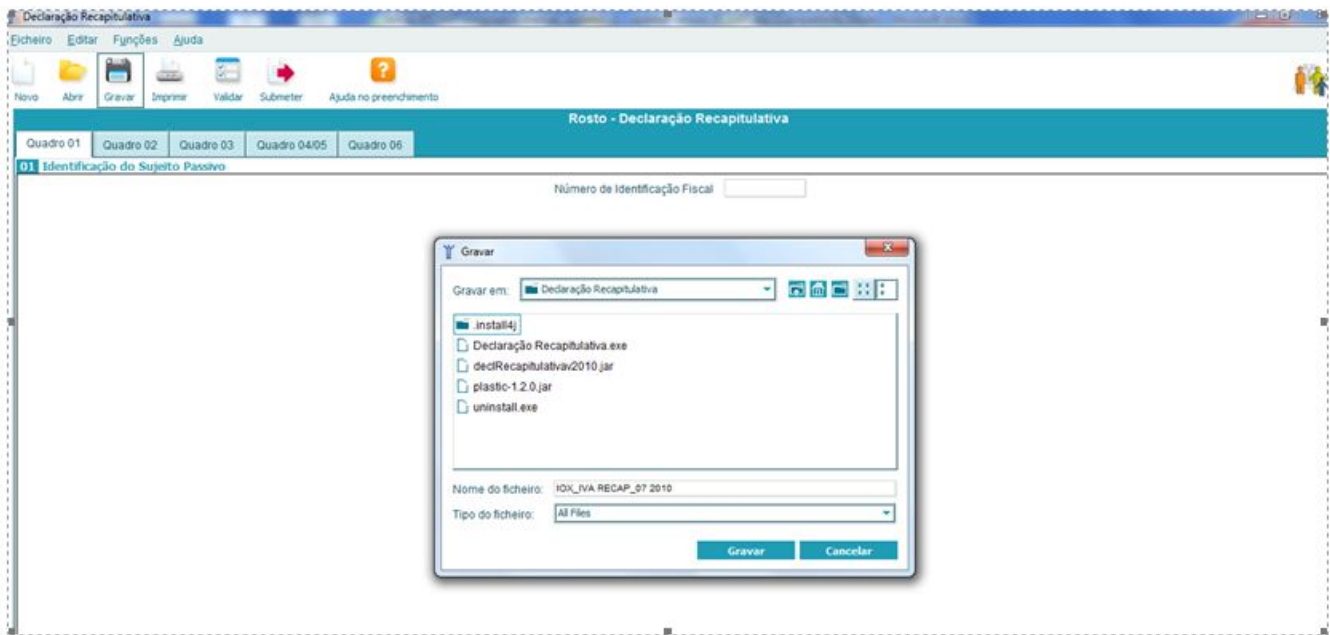 Declaração Recapitulativa
Ficheiro Editar Funções Ajuda
Novo Abrir Gravar Imprimir Validar Submeter Ajuda no preenchimento
Rosto - Declaração Recapitulativa
Quadro 01 Quadro 02 Quadro 03 Quadro 04/05 Quadro 06
01 Identificação do Sujeito Passivo
Número de Identificação Fiscal
Gravar
Gravar em: Declaração Recapitulativa
.install4j
Declaração Recapitulativa.exe
declRecapitulativav2010.jar
plastic-1.2.0.jar
uninstall.exe
Nome do ficheiro: IOX_IVA RECAP_07 2010
Tipo do ficheiro: All Files
Gravar Cancelar